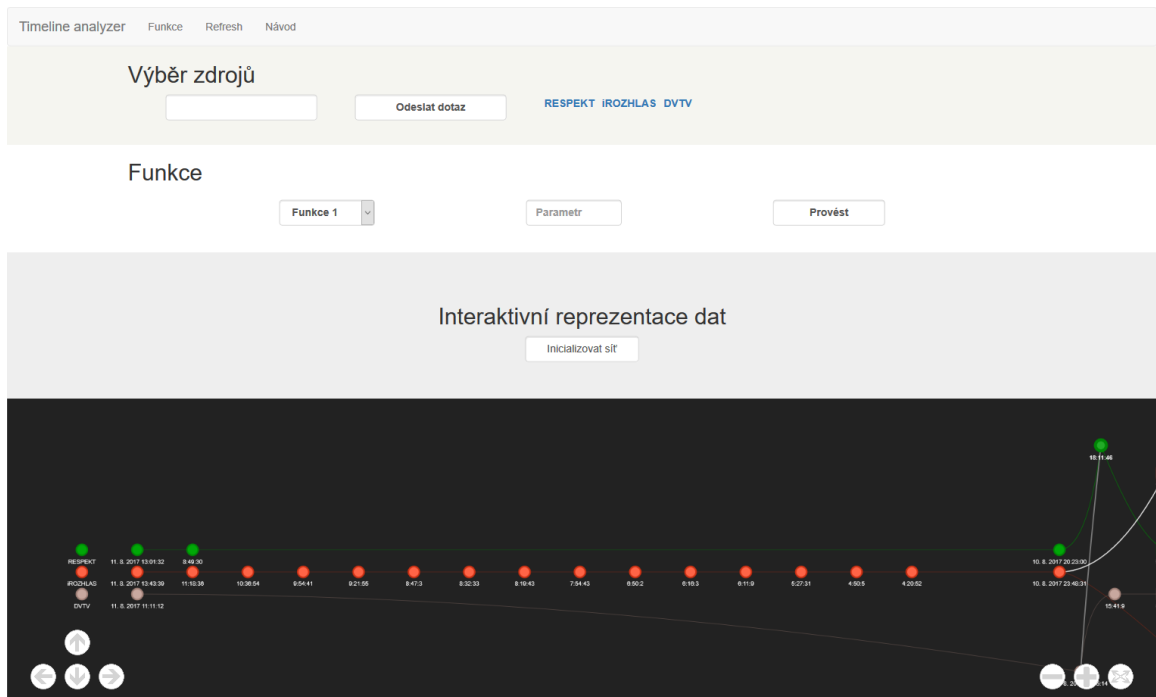 Timeline analyzer Funkce Refresh Návod
Výběr zdrojů
Odeslat dotaz RESPEKT iROZHLAS DVTV
Funkce
Funkce 1 Parametr Provést
Interaktivní reprezentace dat
Inicializovat síť
18:11:46
RESPEKT 11. 8. 2017 13:01:32 8:49:30 10. 8. 2017 20:23:00
iROZHLAS 11. 8. 2017 13:43:39 11:19:38 10:36:54 9:54:41 9:21:55 8:47:3 8:32:33 8:19:43 7:54:43 6:50:2 6:16:3 6:11:9 5:27:31 4:50:5 4:20:52 10. 8. 2017 23:48:31
DVTV 11. 8. 2017 11:11:12 15:41:9